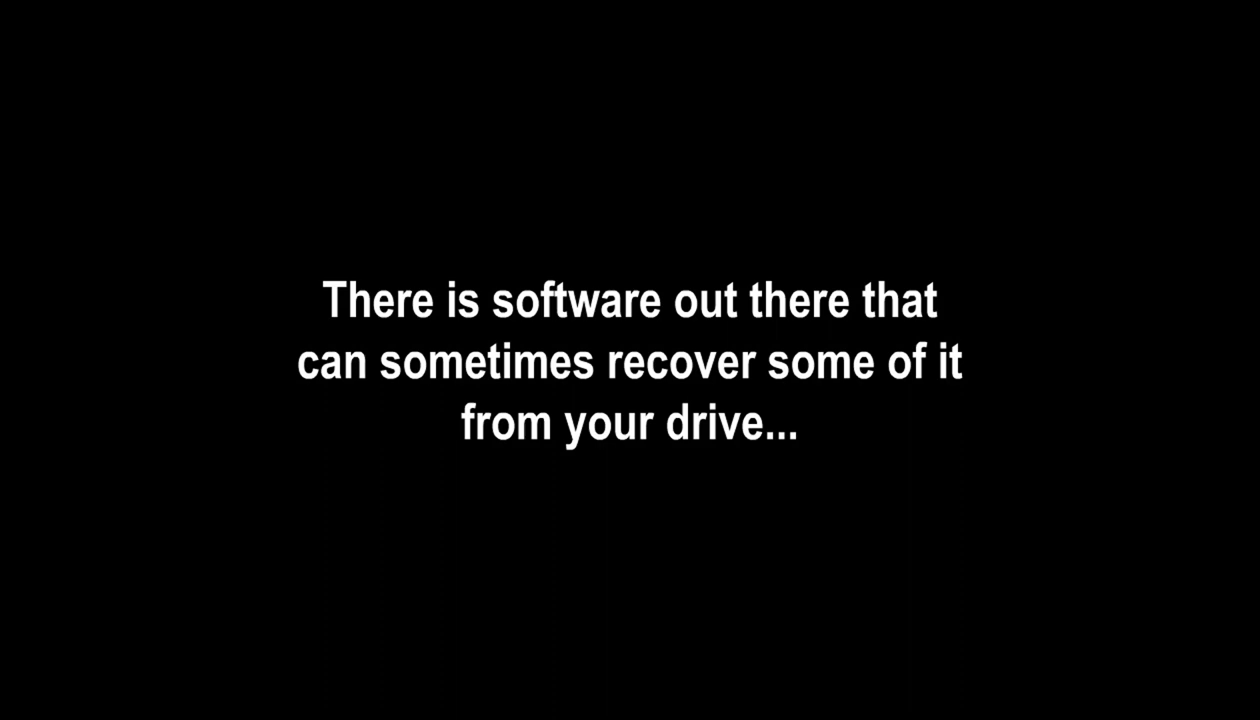 There is software out there that
can sometimes recover some of it
from your drive...